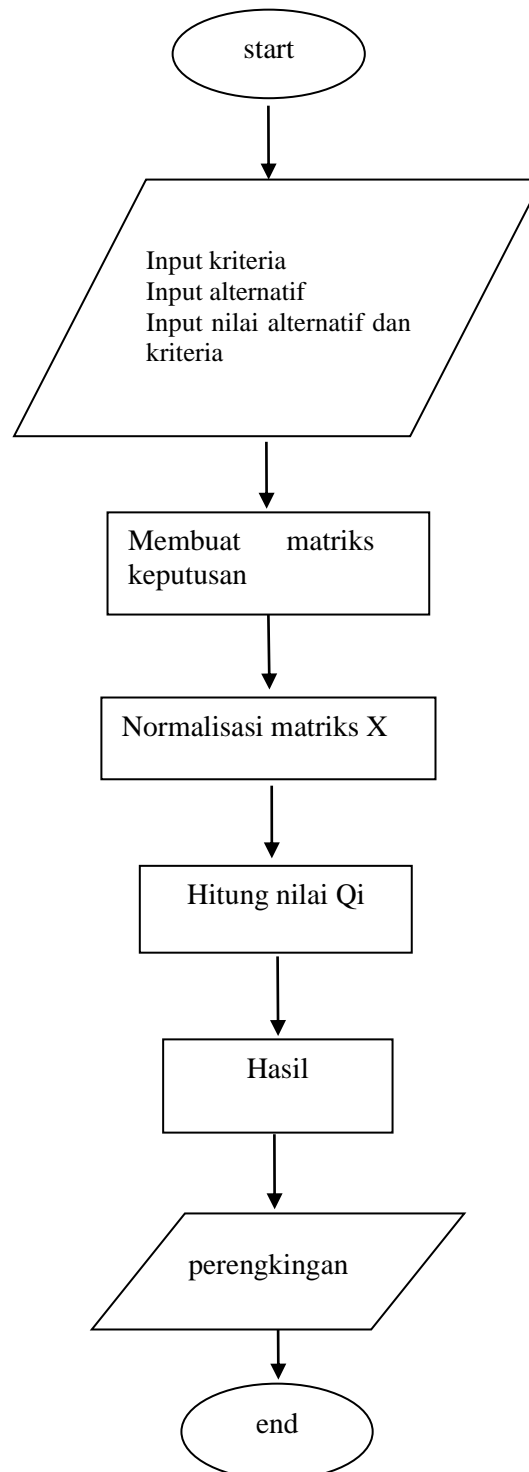 start
Input kriteria
Input alternatif
Input nilai alternatif dan
kriteria
Membuat matriks
keputusan
Normalisasi matriks X
Hitung nilai Qi
Hasil
perengkingan
end